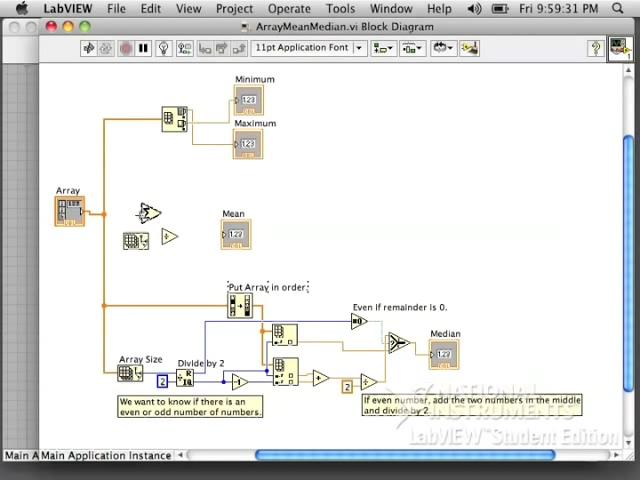 LabVIEW File Edit View Project Operate Tools Window Fri 9:59:31 PM
ArrayMeanMedian.vi Block Diagram
11pt Application Font
Minimum
Maximum
Array
Mean
Put Array in order
Even if remainder is 0.
Median
Array Size
Divide by 2
2
-1
2
We want to know if there is an
even or odd number of numbers.
If even number, add the two numbers in the middle
and divide by 2
NATIONAL
INSTRUMENTS
LabVIEW™ Student Edition
Main A Main Application Instance